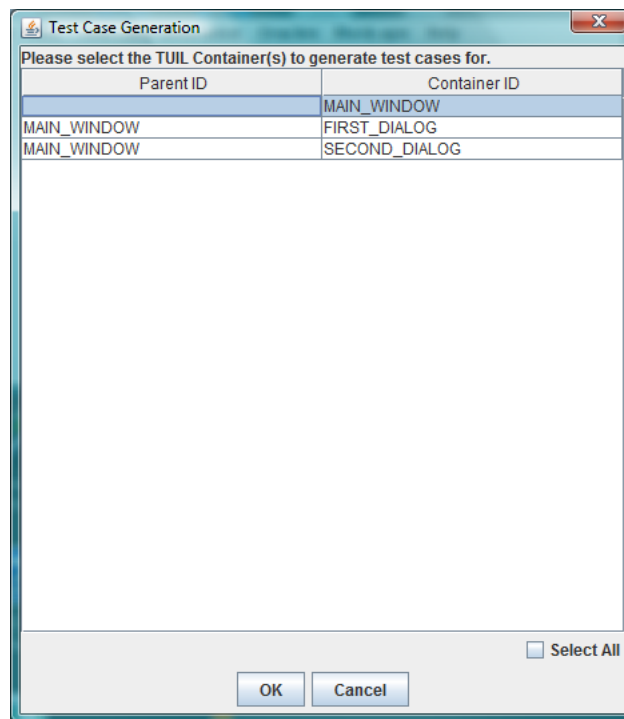 Test Case Generation
Please select the TUIL Container(s) to generate test cases for.
Parent ID Container ID
MAIN_WINDOW
MAIN_WINDOW FIRST_DIALOG
MAIN_WINDOW SECOND_DIALOG
Select All
OK Cancel